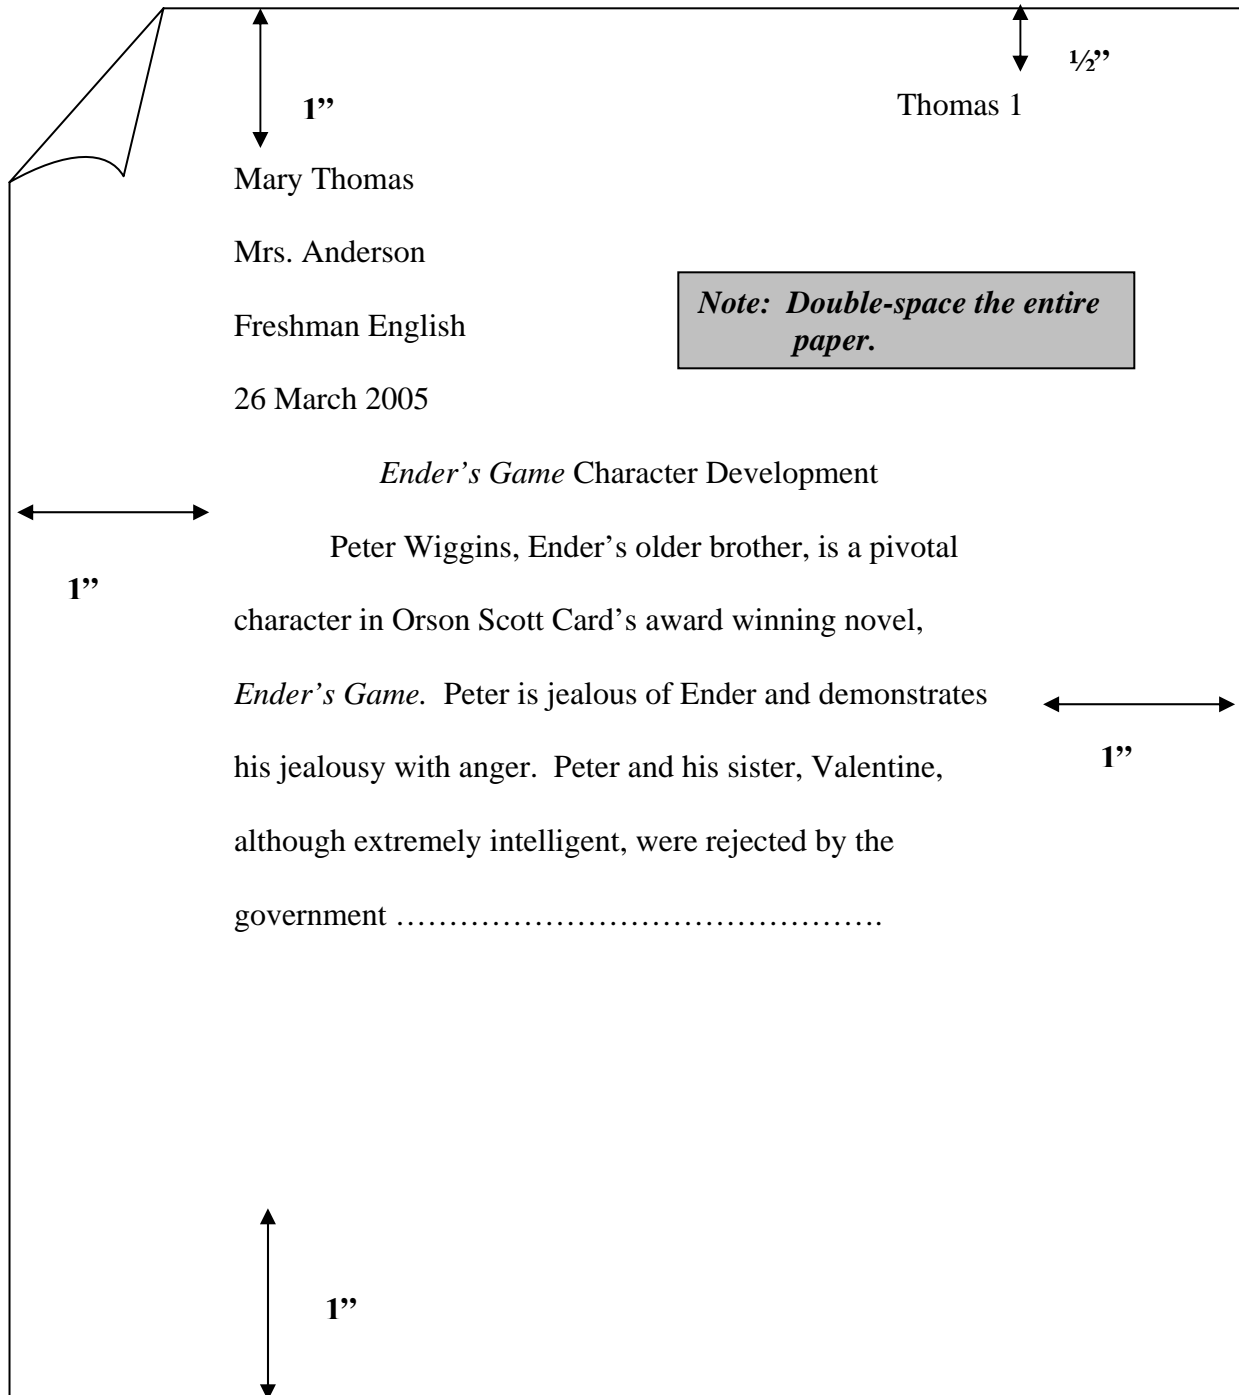 ½”
1”
Thomas 1
Mary Thomas
Mrs. Anderson
Note:  Double-space the entire
paper.
Freshman English
26 March 2005
Ender’s Game Character Development
Peter Wiggins, Ender’s older brother, is a pivotal
1”
character in Orson Scott Card’s award winning novel,
Ender’s Game.  Peter is jealous of Ender and demonstrates
his jealousy with anger.  Peter and his sister, Valentine,
1”
although extremely intelligent, were rejected by the
government ……………………………………….
1”